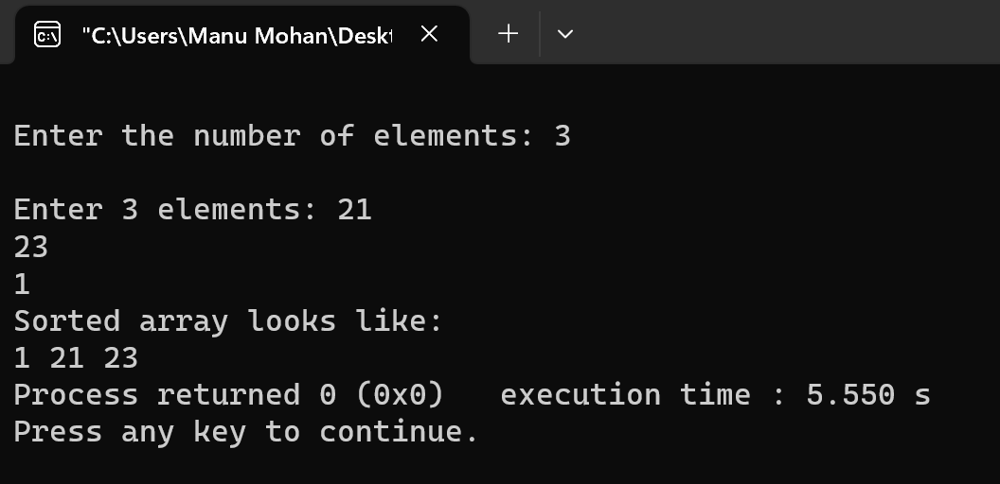 "C:\Users\Manu Mohan\Deskt
Enter the number of elements: 3
Enter 3 elements: 21
23
1
Sorted array looks like:
1 21 23
Process returned 0 (0x0)   execution time : 5.550 s
Press any key to continue.